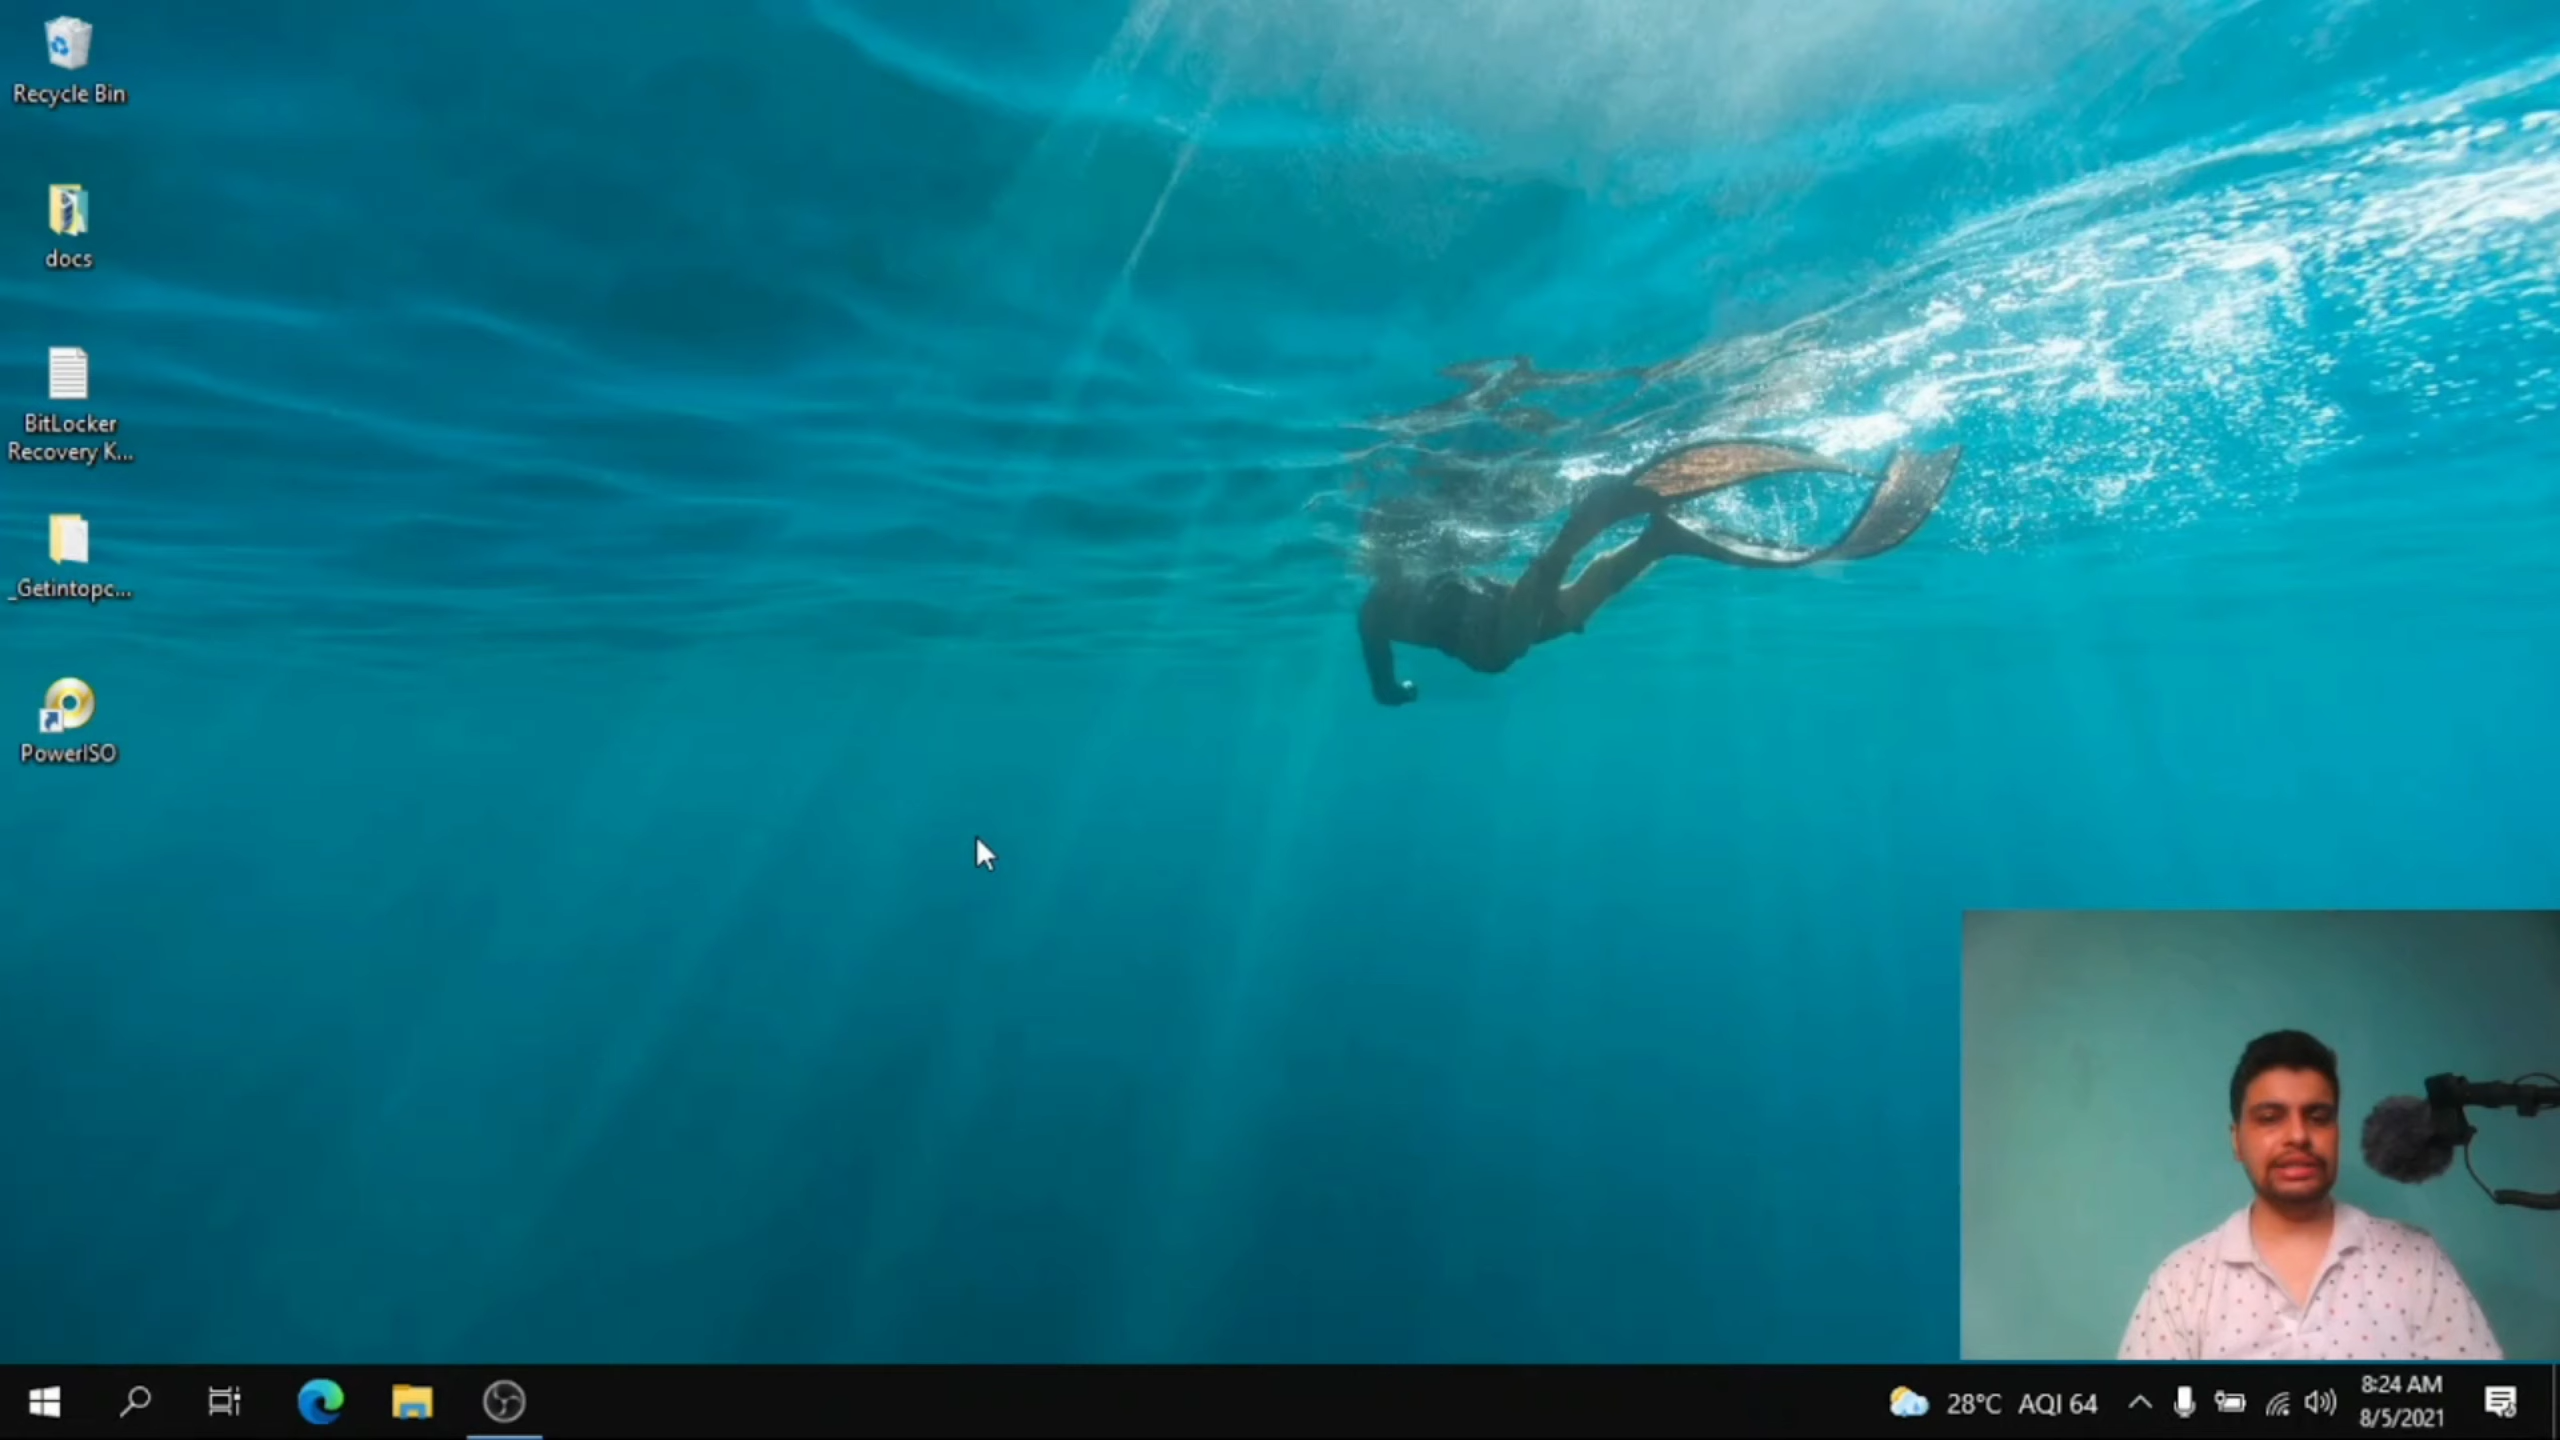 Recycle Bin
docs
BitLocker
Recovery K...
_Getintopc...
PowerISO
28°C AQI 64
8:24 AM
8/5/2021